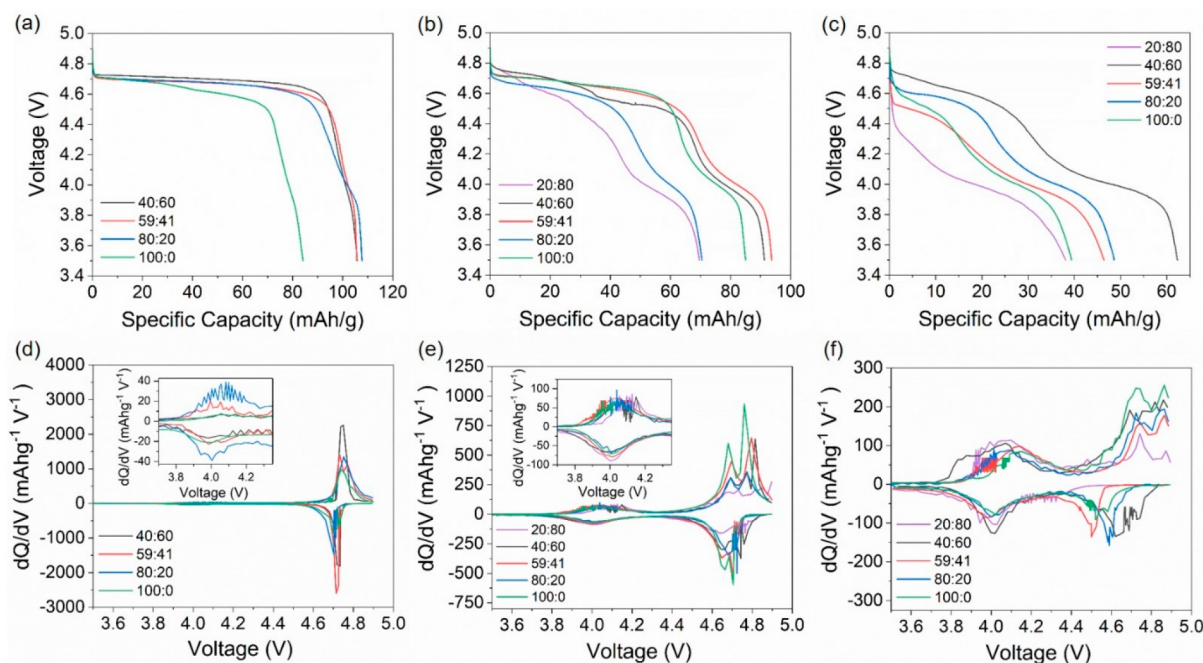 (a)
5.0
4.8
4.6
4.4
4.2
4.0
3.8
3.6
3.4
Voltage (V)
40:60
59:41
80:20
100:0
0 20 40 60 80 100 120
Specific Capacity (mAh/g)
(b)
5.0
4.8
4.6
4.4
4.2
4.0
3.8
3.6
3.4
Voltage (V)
20:80
40:60
59:41
80:20
100:0
0 20 40 60 80 100
Specific Capacity (mAh/g)
(c)
5.0
4.8
4.6
4.4
4.2
4.0
3.8
3.6
3.4
Voltage (V)
20:80
40:60
59:41
80:20
100:0
0 10 20 30 40 50 60
Specific Capacity (mAh/g)
(d)
4000
3000
2000
1000
0
-1000
-2000
-3000
dQ/dV (mAhg⁻¹ V⁻¹)
40
20
0
-20
-40
dQ/dV (mAhg⁻¹ V⁻¹)
3.8 4.0 4.2
Voltage (V)
40:60
59:41
80:20
100:0
3.6 3.8 4.0 4.2 4.4 4.6 4.8 5.0
Voltage (V)
(e)
1250
1000
750
500
250
0
-250
-500
-750
dQ/dV (mAhg⁻¹ V⁻¹)
100
50
0
-50
-100
dQ/dV (mAhg⁻¹ V⁻¹)
3.8 4.0 4.2
Voltage (V)
20:80
40:60
59:41
80:20
100:0
3.6 3.8 4.0 4.2 4.4 4.6 4.8 5.0
Voltage (V)
(f)
300
200
100
0
-100
-200
-300
dQ/dV (mAhg⁻¹ V⁻¹)
20:80
40:60
59:41
80:20
100:0
3.6 3.8 4.0 4.2 4.4 4.6 4.8 5.0
Voltage (V)